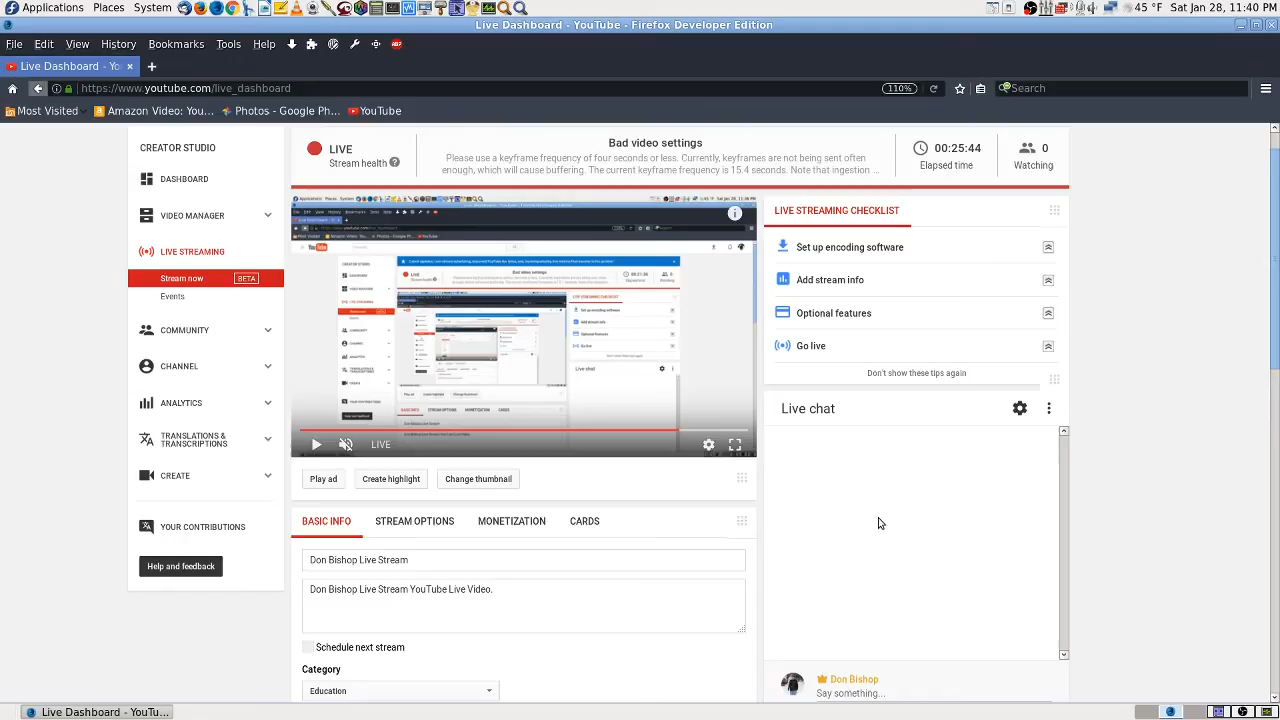 Applications Places System
45 °F Sat Jan 28, 11:40 PM
Live Dashboard - YouTube - Firefox Developer Edition
File Edit View History Bookmarks Tools Help
Live Dashboard - Yo
https://www.youtube.com/live_dashboard
110%
Search
Most Visited
Amazon Video: You...
Photos - Google Ph...
YouTube
CREATOR STUDIO
DASHBOARD
VIDEO MANAGER
LIVE STREAMING
Stream now BETA
Events
COMMUNITY
CHANNEL
ANALYTICS
TRANSLATIONS &
TRANSCRIPTIONS
CREATE
YOUR CONTRIBUTIONS
Help and feedback
LIVE
Stream health
Bad video settings
Please use a keyframe frequency of four seconds or less. Currently, keyframes are not being sent often
enough, which will cause buffering. The current keyframe frequency is 15.4 seconds. Note that ingestion ...
00:25:44
Elapsed time
0
Watching
LIVE
Play ad
Create highlight
Change thumbnail
BASIC INFO
STREAM OPTIONS
MONETIZATION
CARDS
Don Bishop Live Stream
Don Bishop Live Stream YouTube Live Video.
Schedule next stream
Category
Education
LIVE STREAMING CHECKLIST
Set up encoding software
Add stream info
Optional features
Go live
Don't show these tips again
Live chat
Don Bishop
Say something...
Live Dashboard - YouTu...